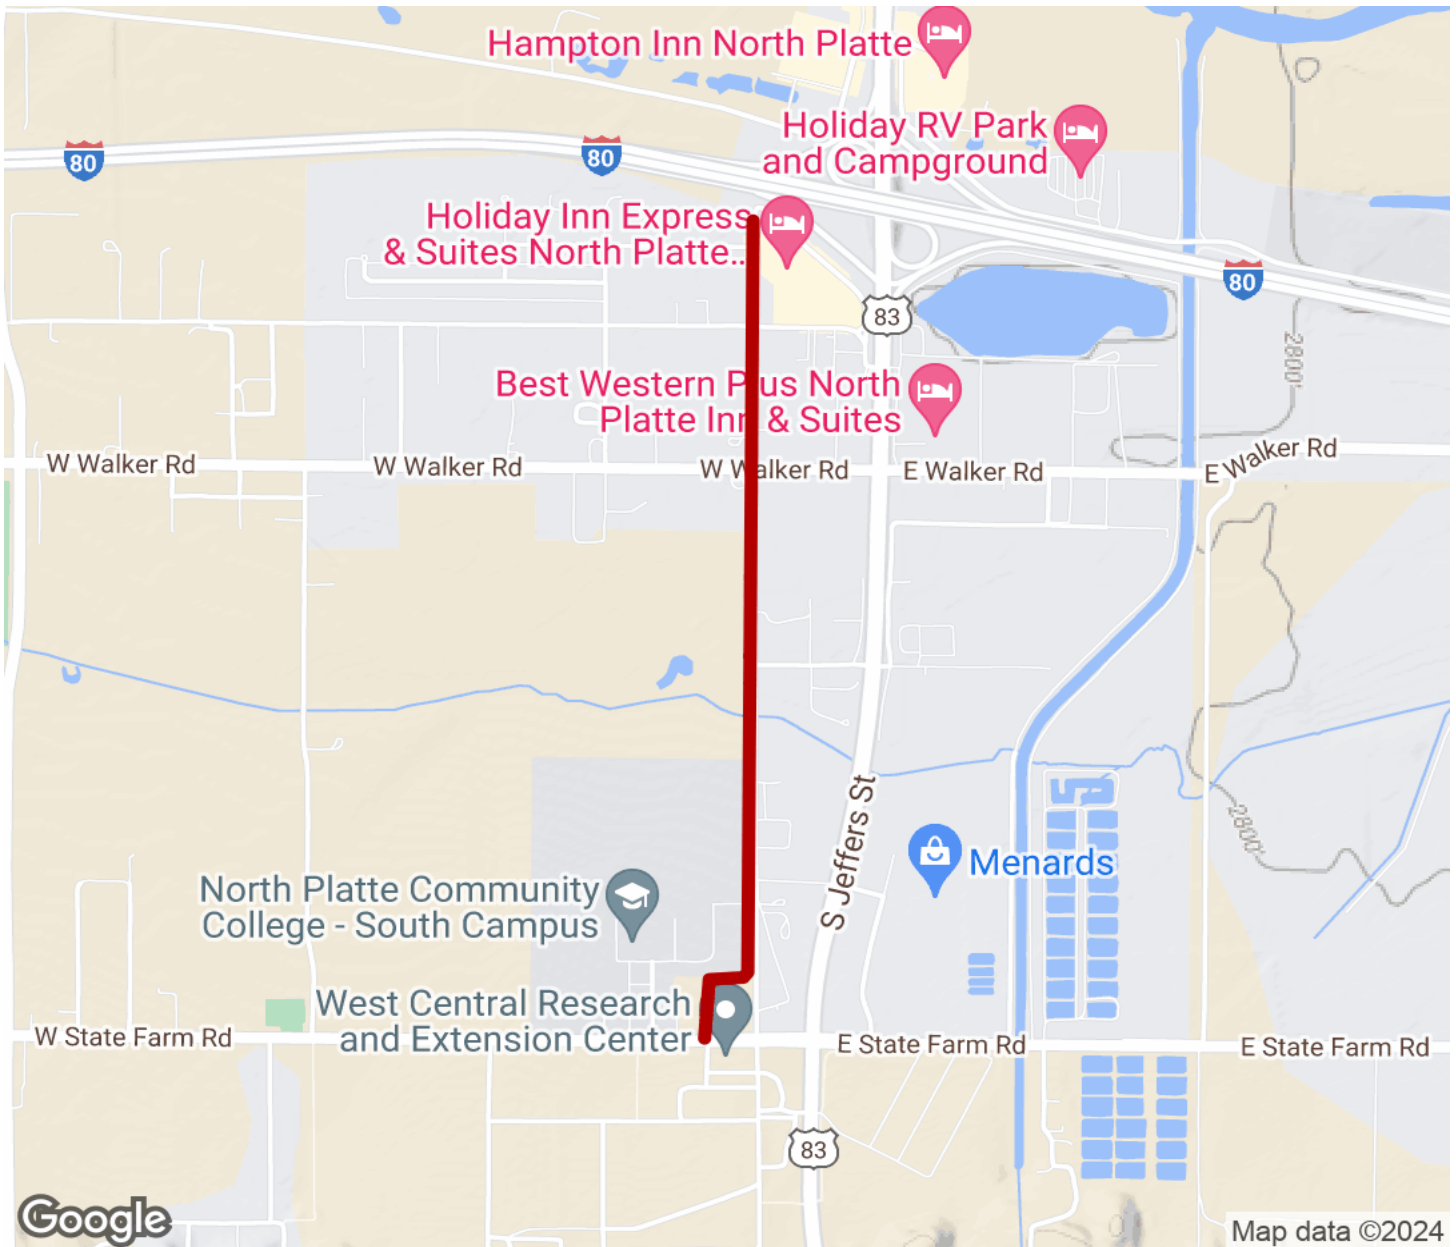 Hampton Inn North Platte
Holiday RV Park
and Campground
80
80
Holiday Inn Express
& Suites North Platte..
80
83
2800'
Best Western Plus North
Platte Inn & Suites
W Walker Rd
W Walker Rd
W Walker Rd
E Walker Rd
E Walker Rd
S Jeffers St
2800'
Menards
North Platte Community
College - South Campus
West Central Research
and Extension Center
W State Farm Rd
E State Farm Rd
E State Farm Rd
83
Google
Map data ©2024